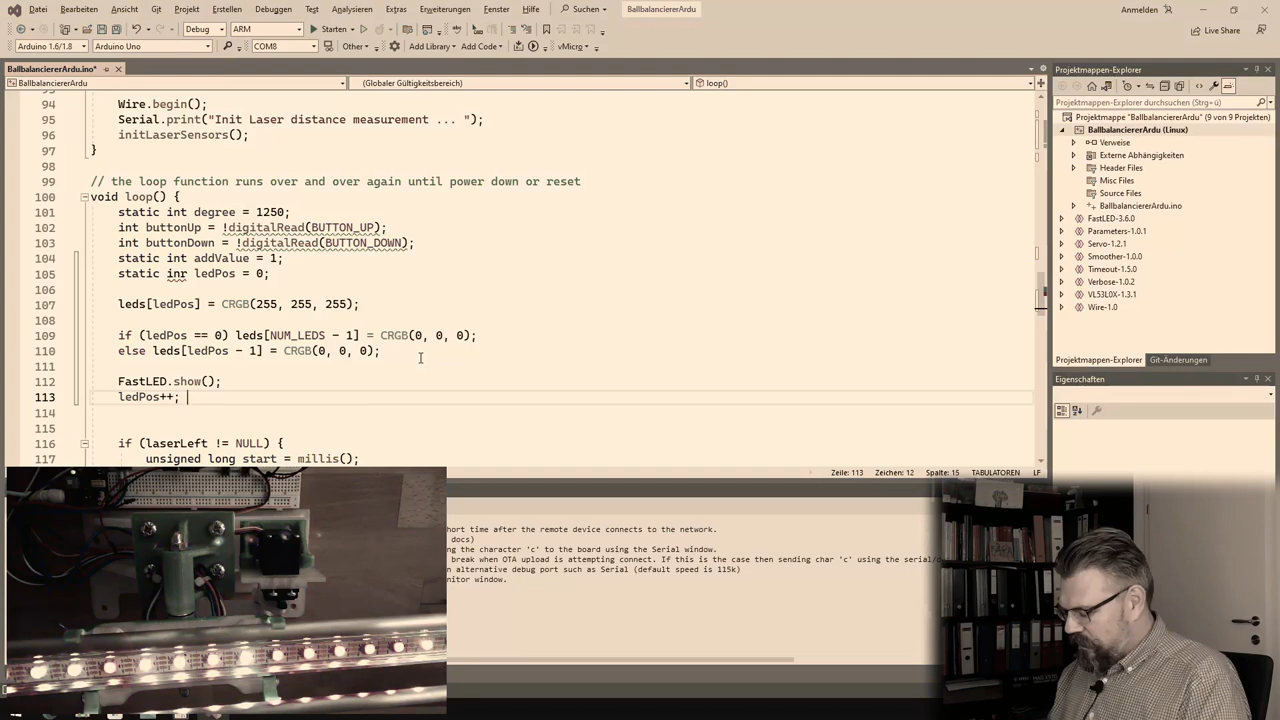 Datei Bearbeiten Ansicht Git Projekt Erstellen Debuggen Test Analysieren Extras Erweiterungen Fenster Hilfe Suchen BallbalanciererArdu Anmelden
Debug ARM Starten Live Share
Arduino 1.6/1.8 Arduino Uno COM8 Other Add Library Add Code vMicro
BallbalanciererArdu.ino* Projektmappen-Explorer
BallbalanciererArdu (Globaler Gültigkeitsbereich) loop()
Projektmappen-Explorer durchsuchen (Strg+ü)
Projektmappe "BallbalanciererArdu" (9 von 9 Projekten)
BallbalanciererArdu (Linux)
Verweise
Externe Abhängigkeiten
Header Files
Misc Files
Source Files
BallbalanciererArdu.ino
FastLED-3.6.0
Parameters-1.0.1
Servo-1.2.1
Smoother-1.0.0
Timeout-1.5.0
Verbose-1.0.2
VL53L0X-1.3.1
Wire-1.0
Projektmappen-Explorer Git-Änderungen
Eigenschaften
94 Wire.begin();
95 Serial.print("Init Laser distance measurement ... ");
96 initLaserSensors();
97 }
98
99 // the loop function runs over and over again until power down or reset
100 void loop() {
101 static int degree = 1250;
102 int buttonUp = !digitalRead(BUTTON_UP);
103 int buttonDown = !digitalRead(BUTTON_DOWN);
104 static int addValue = 1;
105 static inr ledPos = 0;
106
107 leds[ledPos] = CRGB(255, 255, 255);
108
109 if (ledPos == 0) leds[NUM_LEDS - 1] = CRGB(0, 0, 0);
110 else leds[ledPos - 1] = CRGB(0, 0, 0);
111
112 FastLED.show();
113 ledPos++;
114
115
116 if (laserLeft != NULL) {
117 unsigned long start = millis();
Zeile: 113 Zeichen: 12 Spalte: 15 TABULATOREN LF
hort time after the remote device connects to the network.
docs)
ng the character 'c' to the board using the Serial window.
break when OTA upload is attempting connect. If this is the case then sending char 'c' using the serial/
n alternative debug port such as Serial (default speed is 115k)
nitor window.